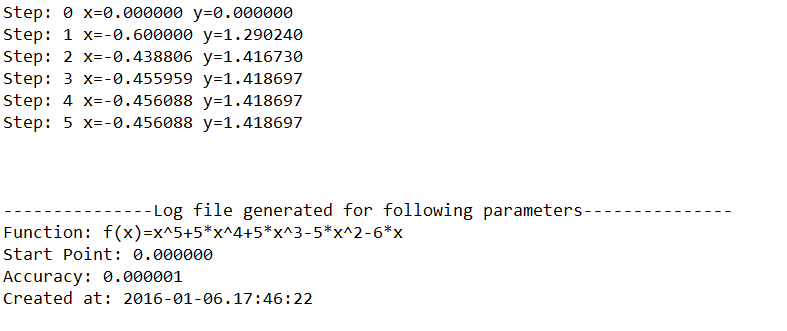 Step: 0 x=0.000000 y=0.000000
Step: 1 x=-0.600000 y=1.290240
Step: 2 x=-0.438806 y=1.416730
Step: 3 x=-0.455959 y=1.418697
Step: 4 x=-0.456088 y=1.418697
Step: 5 x=-0.456088 y=1.418697
---------------Log file generated for following parameters---------------
Function: f(x)=x^5+5*x^4+5*x^3-5*x^2-6*x
Start Point: 0.000000
Accuracy: 0.000001
Created at: 2016-01-06.17:46:22